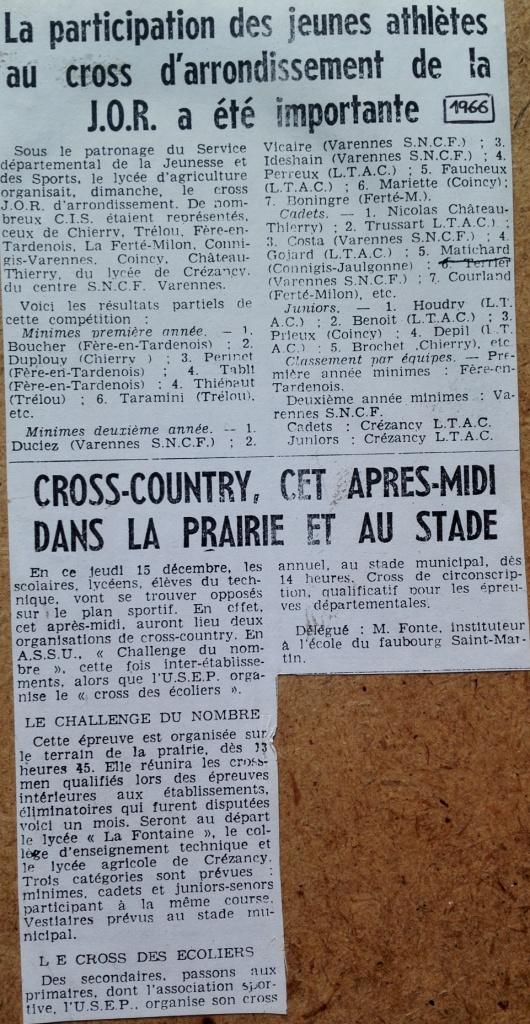 La participation des jeunes athlètes
au cross d'arrondissement de la
J.O.R. a été importante
1966
Sous le patronage du Service
départemental de la Jeunesse et
des Sports, le lycée d'agriculture
organisait, dimanche, le cross
J.O.R. d'arrondissement. De nom-
breux C.I.S. étaient représentés,
ceux de Chierry, Trélou, Fère-en-
Tardenois, La Ferté-Milon, Conni-
gis-Varennes, Coincy, Château-
Thierry, du lycée de Crézancy,
du centre S.N.C.F. Varennes.
Voici les résultats partiels de
cette compétition :
Minimes première année. — 1.
Boucher (Fère-en-Tardenois) ; 2.
Duplouy (Chierry ) ; 3. Perinet
(Fère-en-Tardenois) ; 4. Tabli
(Fère-en-Tardenois) ; 4. Thiénaut
(Trélou) ; 6. Taramini (Trélou),
etc.
Minimes deuxième année. — 1.
Duciez (Varennes S.N.C.F.) ; 2.
Vicaire (Varennes S.N.C.F.) ; 3.
Ideshain (Varennes S.N.C.F.) ; 4.
Perreux (L.T.A.C.) ; 5. Faucheux
(L.T.A.C.) ; 6. Mariette (Coincy) ;
7. Boningre (Ferté-M.).
Cadets. — 1. Nicolas Château-
Thierry) ; 2. Trussart L.T.A.C.) ;
3. Costa (Varennes S.N.C.F.) ; 4.
Gojard (L.T.A.C.) ; 5. Matichard
(Connigis-Jaulgonne) ; 6. Terrier
(Varennes S.N.C.F.) ; 7. Courland
(Ferté-Milon), etc.
Juniors. — 1. Houdry (L.T.
A.C.) ; 2. Benoit (L.T.A.C.) ; 3.
Prieux (Coincy) ; 4. Depil (L.T.
A.C.) ; 5. Brochet (Chierry), etc
Classement par équipes. — Pre-
mière année minimes : Fère-en-
Tardenois.
Deuxième année minimes : Va-
rennes S.N.C.F.
Cadets : Crézancy L.T.A.C.
Juniors : Crézancy L.T.A.C.
CROSS-COUNTRY, CET APRES-MIDI
DANS LA PRAIRIE ET AU STADE
En ce jeudi 15 décembre, les
scolaires, lycéens, élèves du tech-
nique, vont se trouver opposés
sur le plan sportif. En effet,
cet après-midi, auront lieu deux
organisations de cross-country. En
A.S.S.U., « Challenge du nom-
bre », cette fois inter-établisse-
ments, alors que l'U.S.E.P. orga-
nise le « cross des écoliers ».
LE CHALLENGE DU NOMBRE
Cette épreuve est organisée sur
le terrain de la prairie, dès 13
heures 45. Elle réunira les cross-
men qualifiés lors des épreuves
intérieures aux établissements,
éliminatoires qui furent disputées
voici un mois. Seront au départ
le lycée « La Fontaine », le col-
lège d'enseignement technique et
le lycée agricole de Crézancy.
Trois catégories sont prévues :
minimes, cadets et juniors-senors
participant à la même course.
Vestiaires prévus au stade mu-
nicipal.
L E CROSS DES ECOLIERS
Des secondaires, passons aux
primaires, dont l'association spor-
tive, l'U.S.E.P., organise son cross
annuel, au stade municipal, dès
14 heures. Cross de circonscrip-
tion, qualificatif pour les épreu-
ves départementales.
Délégué : M. Fonte, instituteur
à l'école du faubourg Saint-Mar-
tin.